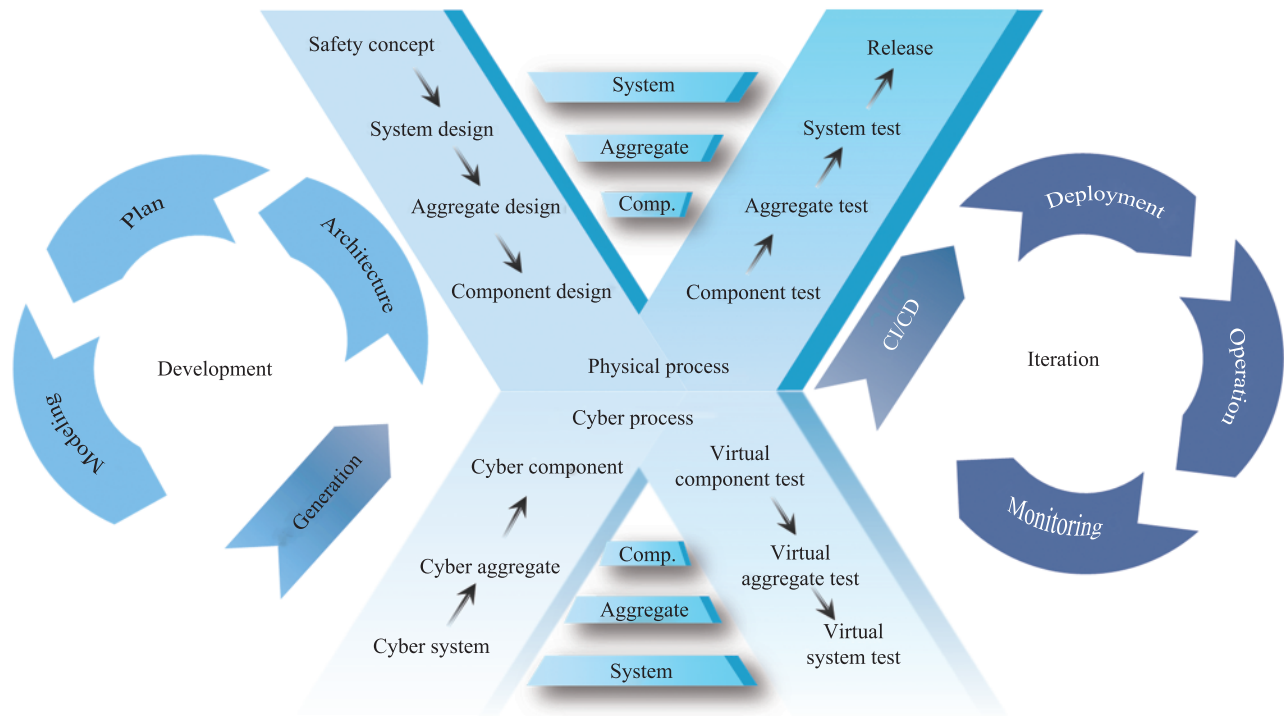 Safety concept
System design
Aggregate design
Component design
System
Aggregate
Comp.
Release
System test
Aggregate test
Component test
Physical process
Cyber process
Cyber component
Cyber aggregate
Cyber system
Comp.
Aggregate
System
Virtual
component test
Virtual
aggregate test
Virtual
system test
Plan
Architecture
Modeling
Development
Generation
CI/CD
Deployment
Operation
Monitoring
Iteration